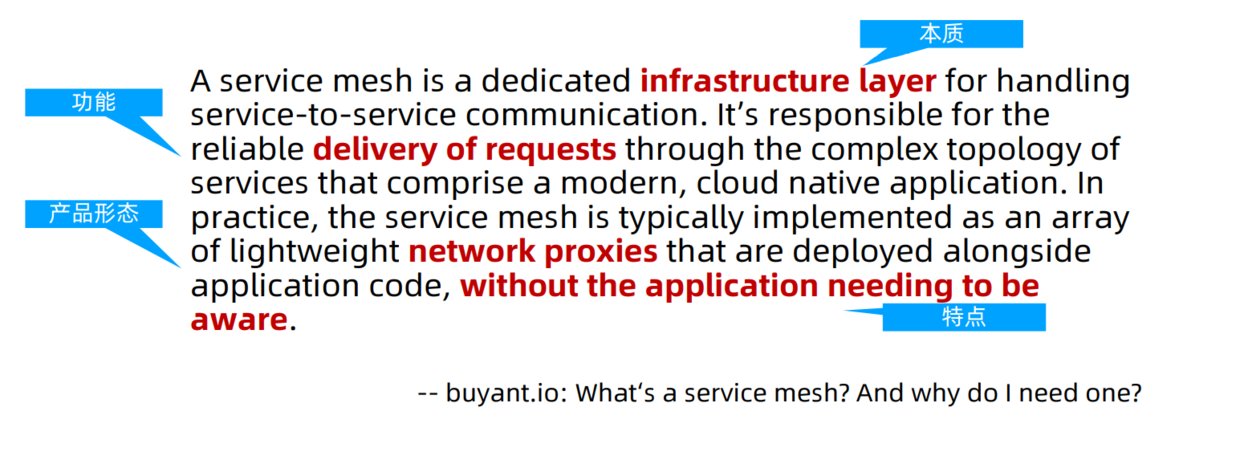 本质
A service mesh is a dedicated infrastructure layer for handling
功能
service-to-service communication. It's responsible for the
reliable delivery of requests through the complex topology of
services that comprise a modern, cloud native application. In
产品形态
practice, the service mesh is typically implemented as an array
of lightweight network proxies that are deployed alongside
application code, without the application needing to be
aware.
特点
-- buyant.io: What‘s a service mesh? And why do I need one?